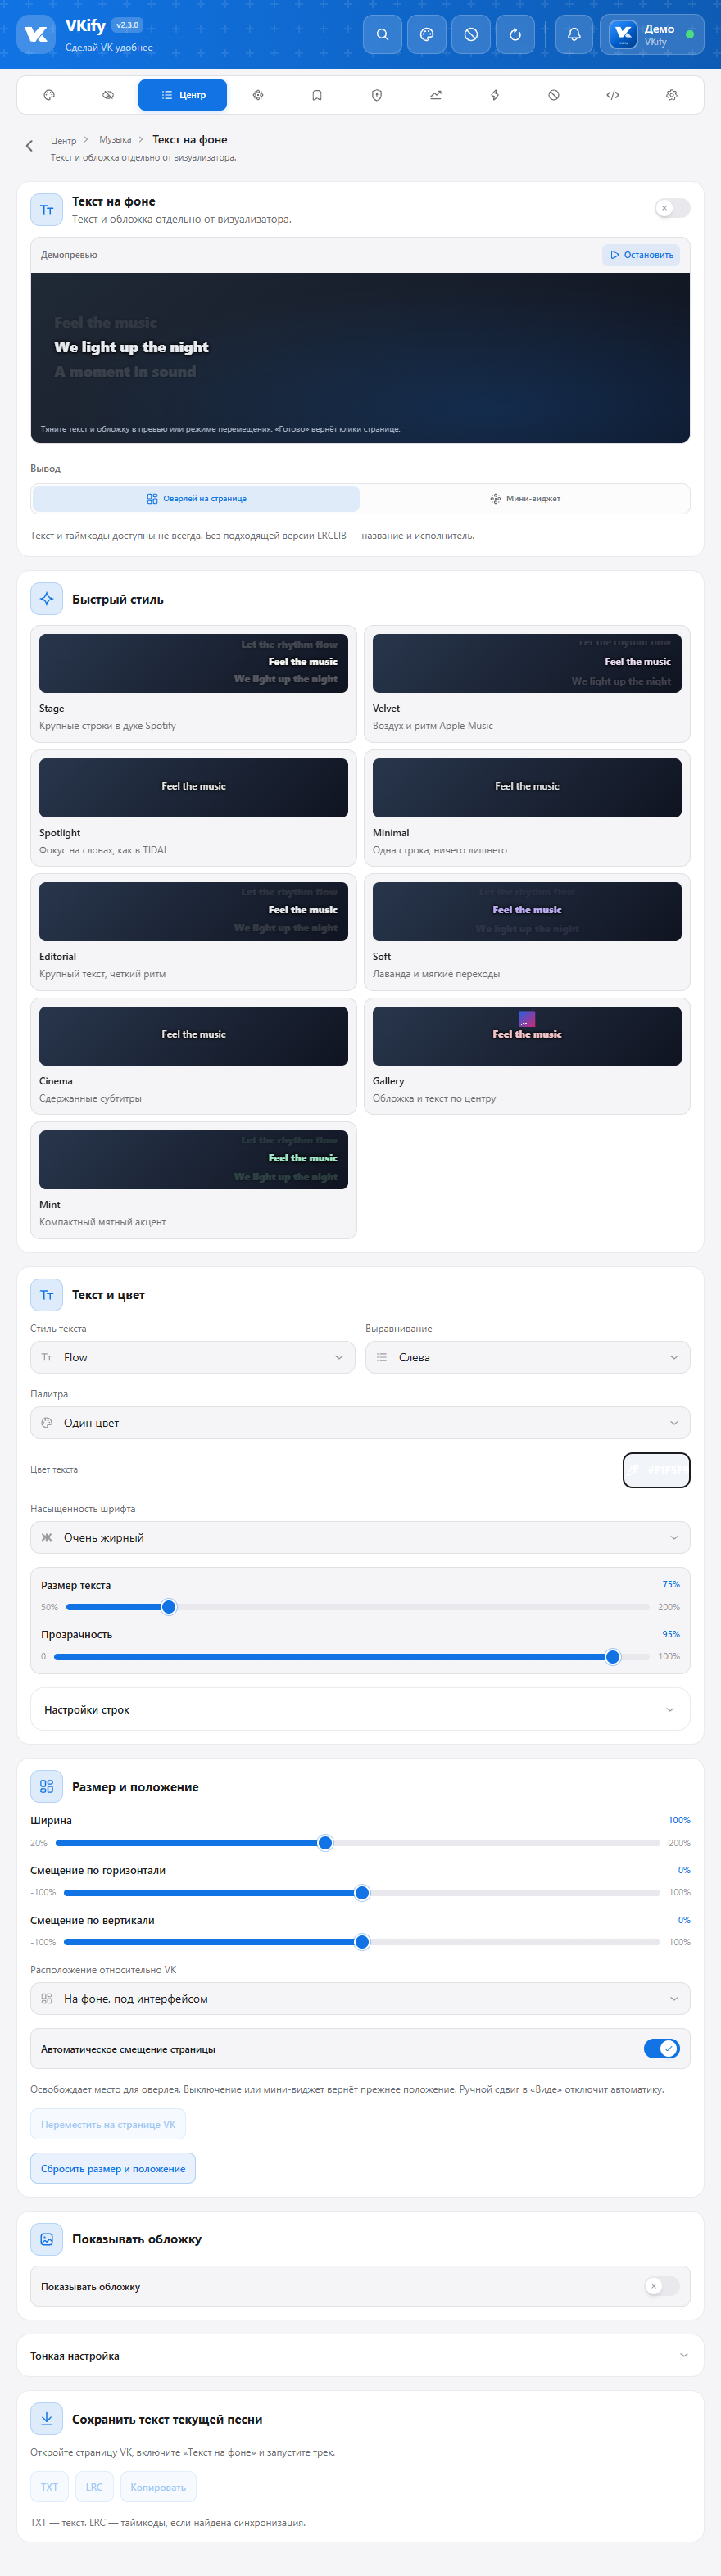 VKify v2.3.0
Сделай VK удобнее
Демо
VKify
Центр
Центр > Музыка > Текст на фоне
Текст и обложка отдельно от визуализатора.
Текст на фоне
Текст и обложка отдельно от визуализатора.
Демопревью
Остановить
Feel the music
We light up the night
A moment in sound
Тяните текст и обложку в превью или режиме перемещения. «Готово» вернёт клики странице.
Вывод
Оверлей на странице
Мини-виджет
Текст и таймкоды доступны не всегда. Без подходящей версии LRCLIB — название и исполнитель.
Быстрый стиль
Let the rhythm flow
Feel the music
We light up the night
Stage
Крупные строки в духе Spotify
Let the rhythm flow
Feel the music
We light up the night
Velvet
Воздух и ритм Apple Music
Feel the music
Spotlight
Фокус на словах, как в TIDAL
Feel the music
Minimal
Одна строка, ничего лишнего
Let the rhythm flow
Feel the music
We light up the night
Editorial
Крупный текст, чёткий ритм
Let the rhythm flow
Feel the music
We light up the night
Soft
Лаванда и мягкие переходы
Feel the music
Cinema
Сдержанные субтитры
Feel the music
Gallery
Обложка и текст по центру
Let the rhythm flow
Feel the music
We light up the night
Mint
Компактный мятный акцент
Текст и цвет
Стиль текста
Flow
Выравнивание
Слева
Палитра
Один цвет
Цвет текста
Насыщенность шрифта
Очень жирный
Размер текста 75%
50% 200%
Прозрачность 95%
0 100%
Настройки строк
Размер и положение
Ширина 100%
20% 200%
Смещение по горизонтали 0%
-100% 100%
Смещение по вертикали 0%
-100% 100%
Расположение относительно VK
На фоне, под интерфейсом
Автоматическое смещение страницы
Освобождает место для оверлея. Выключение или мини-виджет вернёт прежнее положение. Ручной сдвиг в «Виде» отключит автоматику.
Переместить на странице VK
Сбросить размер и положение
Показывать обложку
Показывать обложку
Тонкая настройка
Сохранить текст текущей песни
Откройте страницу VK, включите «Текст на фоне» и запустите трек.
TXT LRC Копировать
TXT — текст. LRC — таймкоды, если найдена синхронизация.